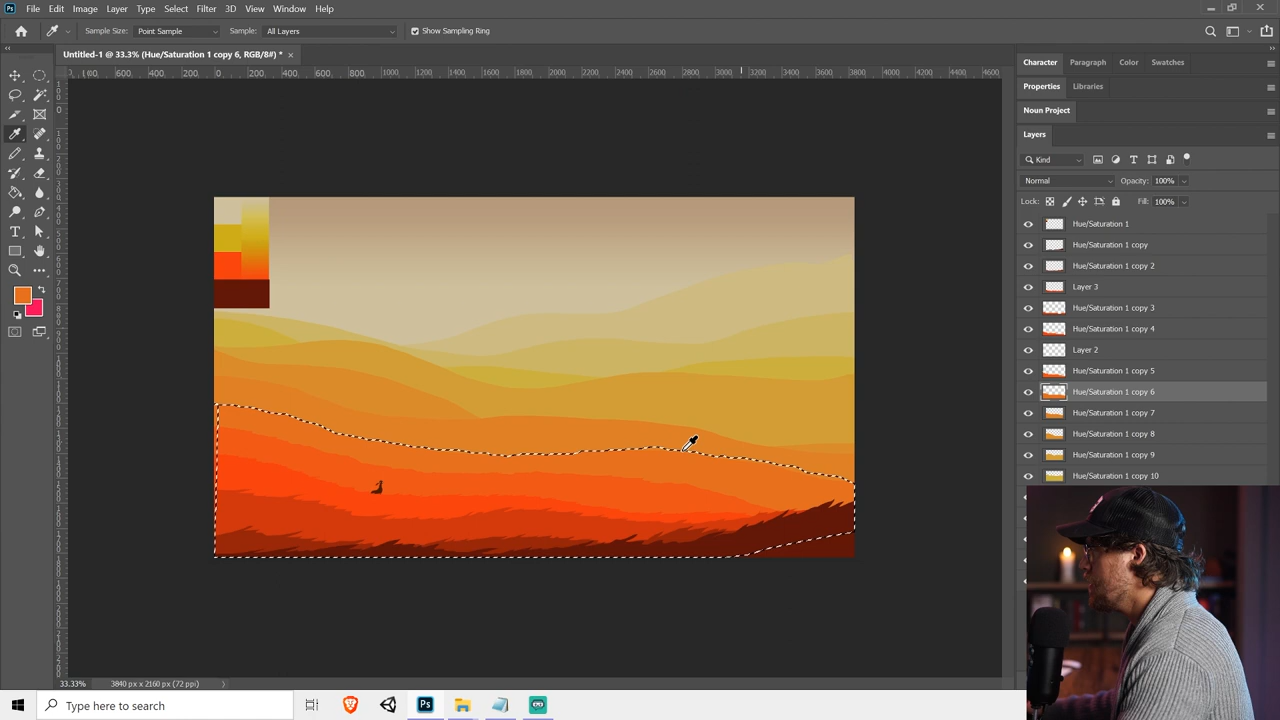 File Edit Image Layer Type Select Filter 3D View Window Help
Sample Size: Point Sample Sample: All Layers Show Sampling Ring
Untitled-1 @ 33.3% (Hue/Saturation 1 copy 6, RGB/8#) *
Character Paragraph Color Swatches
Properties Libraries
Noun Project
Layers
Kind
Normal Opacity: 100%
Lock: Fill: 100%
Hue/Saturation 1
Hue/Saturation 1 copy
Hue/Saturation 1 copy 2
Layer 3
Hue/Saturation 1 copy 3
Hue/Saturation 1 copy 4
Layer 2
Hue/Saturation 1 copy 5
Hue/Saturation 1 copy 6
Hue/Saturation 1 copy 7
Hue/Saturation 1 copy 8
Hue/Saturation 1 copy 9
Hue/Saturation 1 copy 10
33.33% 3840 px x 2160 px (72 ppi)
Type here to search